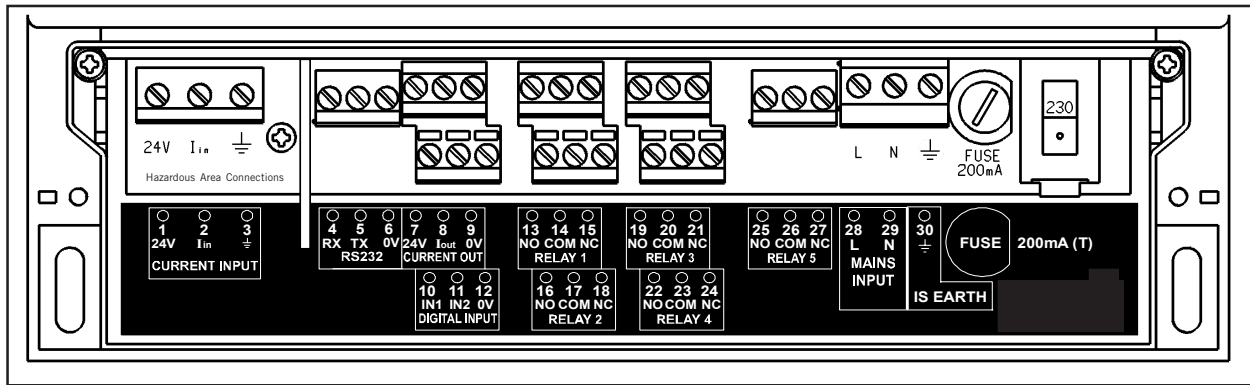 230
24V Iin ⏚
Hazardous Area Connections
L N ⏚
FUSE
200mA
1 2 3
24V Iin ⏚
CURRENT INPUT
4 5 6
RX TX 0V
RS232
7 8 9
24V Iout 0V
CURRENT OUT
10 11 12
IN1 IN2 0V
DIGITAL INPUT
13 14 15
NO COM NC
RELAY 1
16 17 18
NO COM NC
RELAY 2
19 20 21
NO COM NC
RELAY 3
22 23 24
NO COM NC
RELAY 4
25 26 27
NO COM NC
RELAY 5
28 29
L N
MAINS
INPUT
30
⏚
IS EARTH
FUSE 200mA (T)